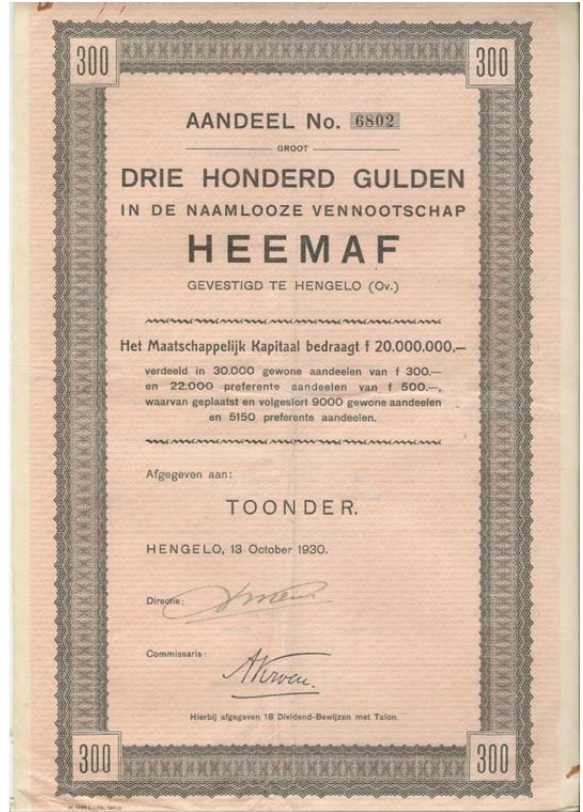 300
300
AANDEEL No. 6802
GROOT
DRIE HONDERD GULDEN
IN DE NAAMLOOZE VENNOOTSCHAP
HEEMAF
GEVESTIGD TE HENGELO (Ov.)
Het Maatschappelijk Kapitaal bedraagt f 20.000.000,—
verdeeld in 30.000 gewone aandeelen van f 300.—
en 22.000 preferente aandeelen van f 500.—,
waarvan geplaatst en volgestort 9000 gewone aandeelen
en 5150 preferente aandeelen.
Afgegeven aan:
TOONDER.
HENGELO, 13 October 1930.
Directie:
Commissaris:
Hierbij afgegeven 18 Dividend-Bewijzen met Talon.
300
300